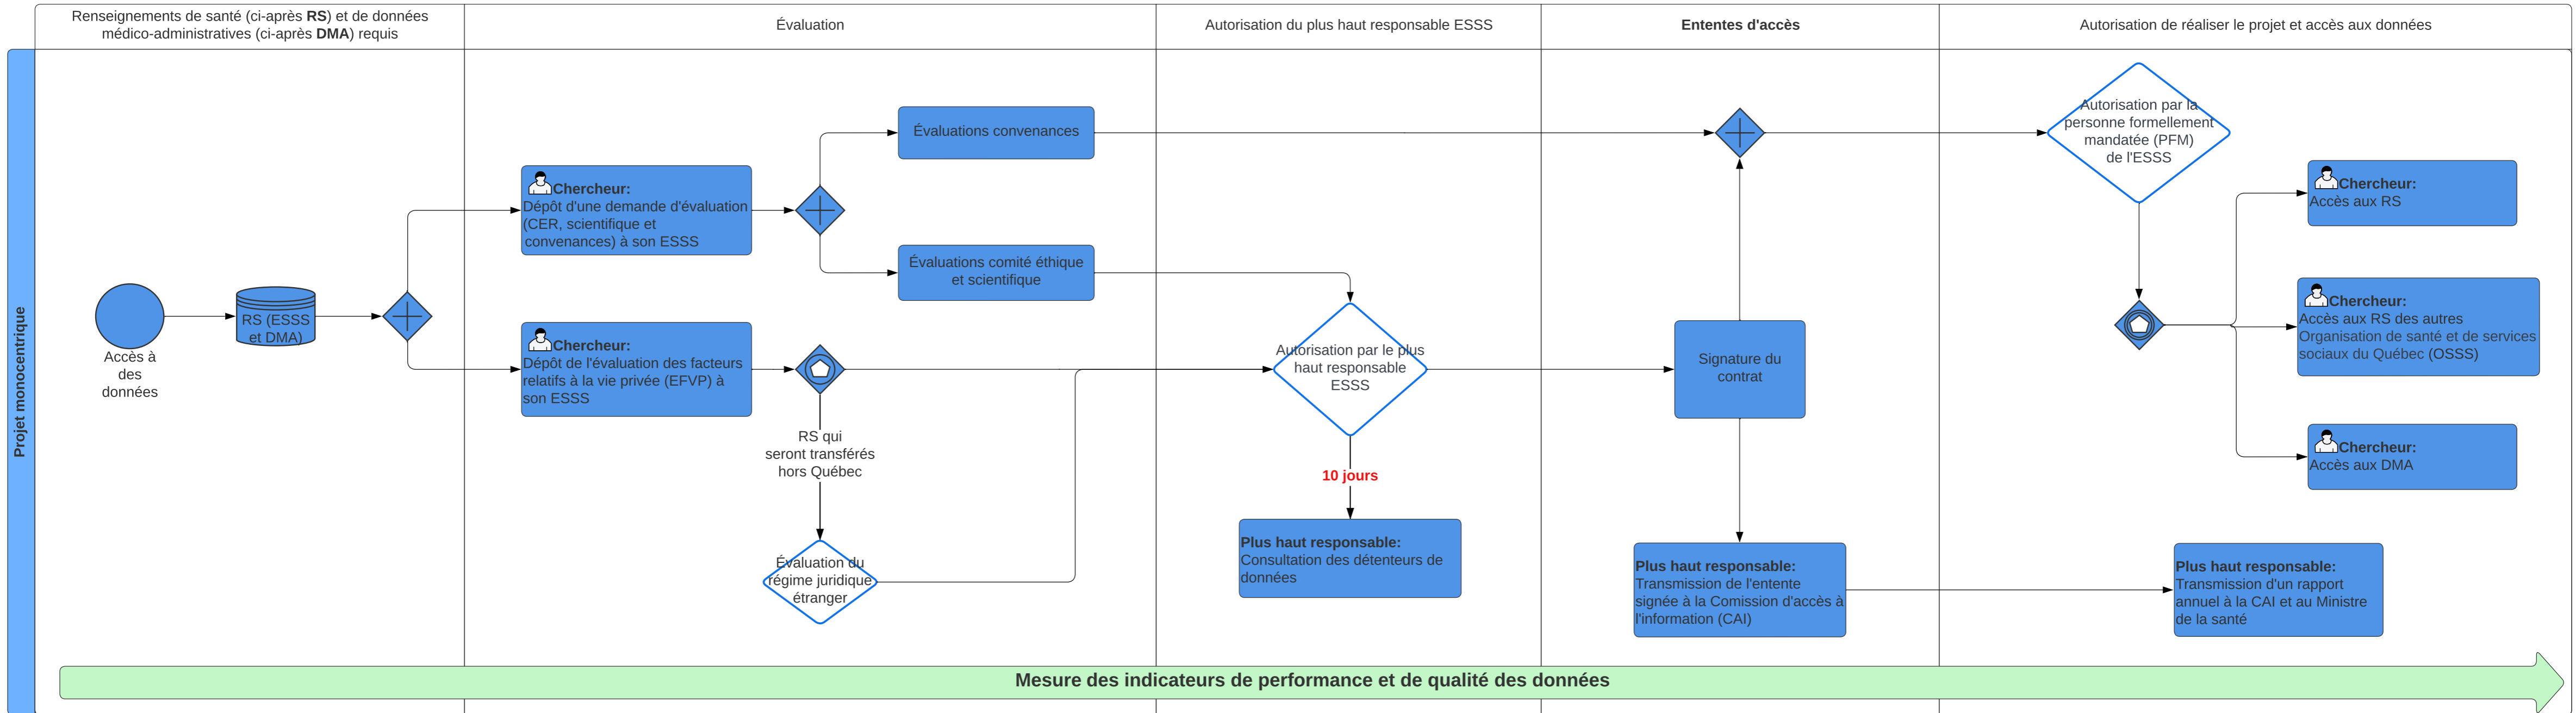 Renseignements de santé (ci-après RS) et de données
médico-administratives (ci-après DMA) requis
Évaluation
Autorisation du plus haut responsable ESSS
Ententes d'accès
Autorisation de réaliser le projet et accès aux données
Projet monocentrique
Accès à
des
données
RS (ESSS
et DMA)
Chercheur:
Dépôt d'une demande d'évaluation
(CER, scientifique et
convenances) à son ESSS
Chercheur:
Dépôt de l'évaluation des facteurs
relatifs à la vie privée (EFVP) à
son ESSS
Évaluations convenances
Évaluations comité éthique
et scientifique
RS qui
seront transférés
hors Québec
Évaluation du
régime juridique
étranger
Autorisation par le plus
haut responsable
ESSS
10 jours
Plus haut responsable:
Consultation des détenteurs de
données
Signature du
contrat
Plus haut responsable:
Transmission de l'entente
signée à la Comission d'accès à
l'information (CAI)
Autorisation par la
personne formellement
mandatée (PFM)
de l'ESSS
Chercheur:
Accès aux RS
Chercheur:
Accès aux RS des autres
Organisation de santé et de services
sociaux du Québec (OSSS)
Chercheur:
Accès aux DMA
Plus haut responsable:
Transmission d'un rapport
annuel à la CAI et au Ministre
de la santé
Mesure des indicateurs de performance et de qualité des données